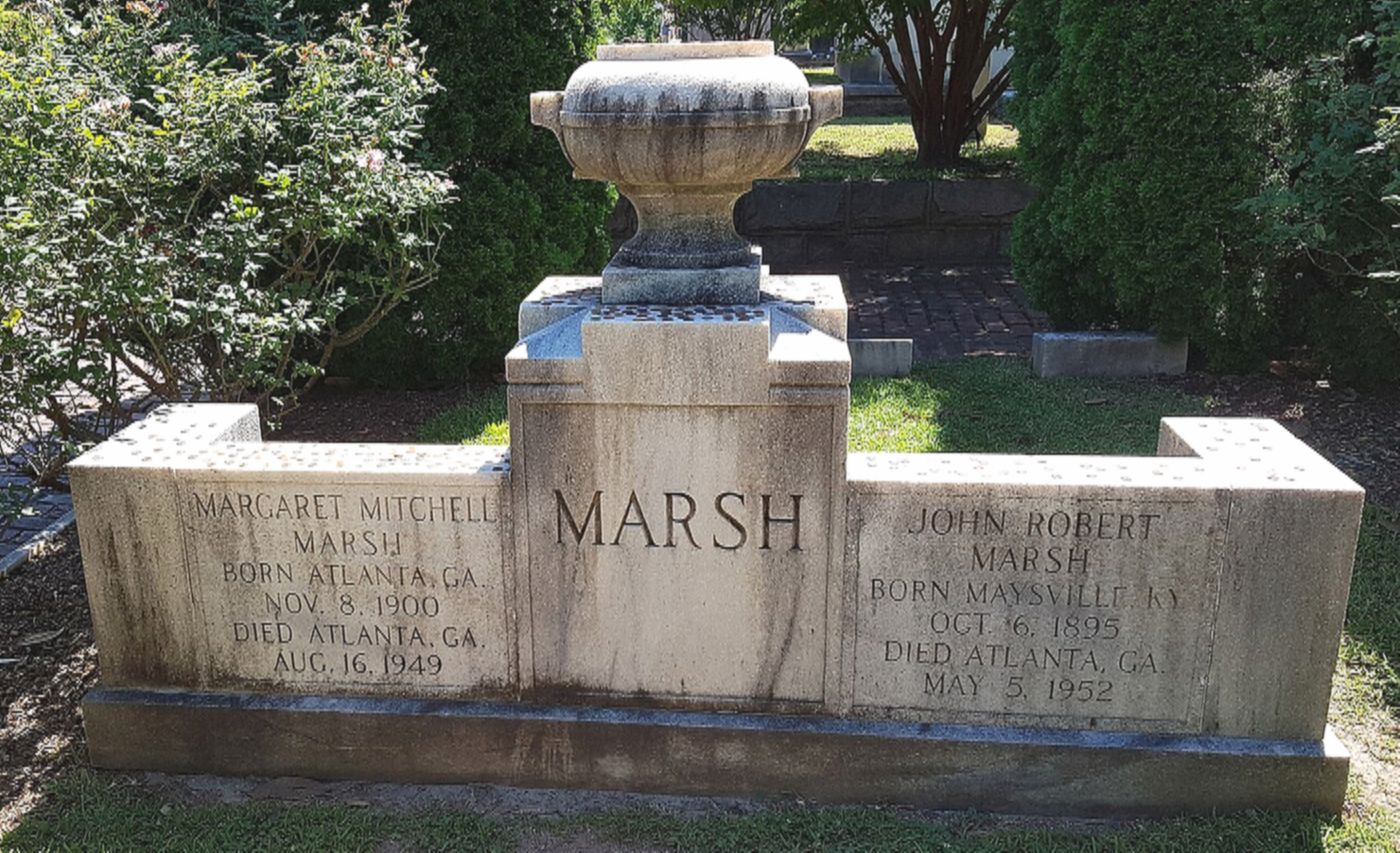 MARSH
MARGARET MITCHELL
MARSH
BORN ATLANTA, GA.
NOV. 8, 1900
DIED ATLANTA, GA.
AUG. 16, 1949
JOHN ROBERT
MARSH
BORN MAYSVILLE, KY
OCT. 6, 1895
DIED ATLANTA, GA.
MAY 5, 1952